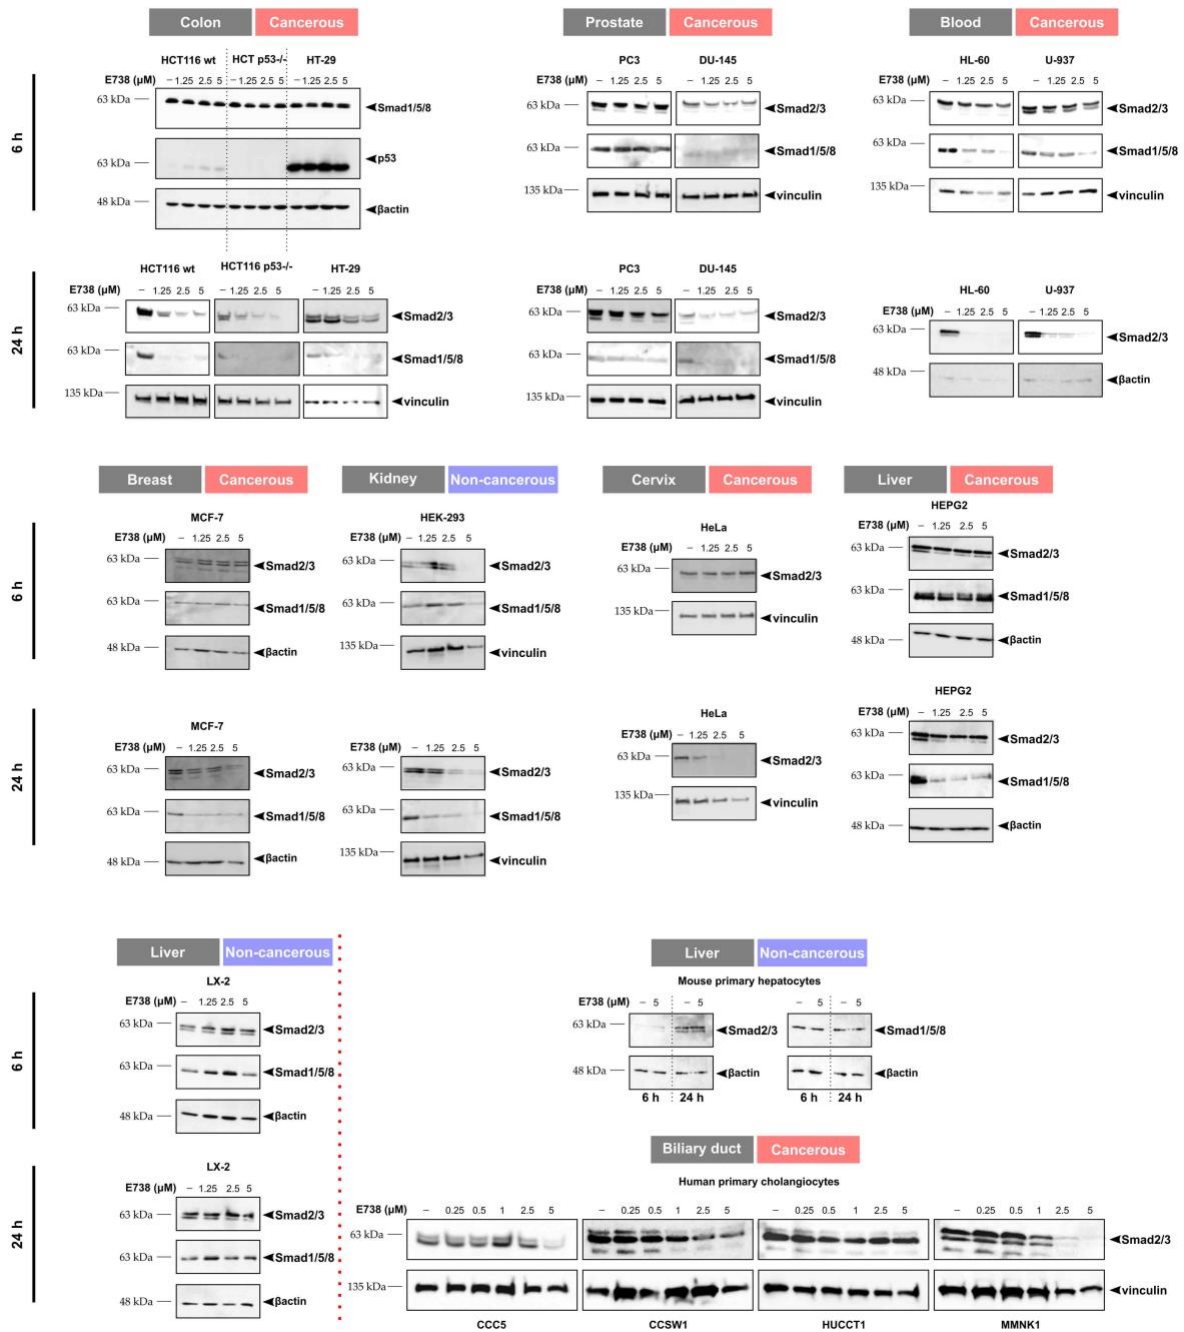 Colon Cancerous Prostate Cancerous Blood Cancerous
6 h
HCT116 wt HCT p53-/- HT-29
E738 (µM) – 1.25 2.5 5 – 1.25 2.5 5 – 1.25 2.5 5
63 kDa Smad1/5/8
63 kDa p53
48 kDa βactin
PC3 DU-145
E738 (µM) – 1.25 2.5 5 – 1.25 2.5 5
63 kDa Smad2/3
63 kDa Smad1/5/8
135 kDa vinculin
HL-60 U-937
E738 (µM) – 1.25 2.5 5 – 1.25 2.5 5
63 kDa Smad2/3
63 kDa Smad1/5/8
135 kDa vinculin
24 h
HCT116 wt HCT116 p53-/- HT-29
E738 (µM) – 1.25 2.5 5 – 1.25 2.5 5 – 1.25 2.5 5
63 kDa Smad2/3
63 kDa Smad1/5/8
135 kDa vinculin
PC3 DU-145
E738 (µM) – 1.25 2.5 5 – 1.25 2.5 5
63 kDa Smad2/3
63 kDa Smad1/5/8
135 kDa vinculin
HL-60 U-937
E738 (µM) – 1.25 2.5 5 – 1.25 2.5 5
63 kDa Smad2/3
48 kDa βactin
Breast Cancerous Kidney Non-cancerous Cervix Cancerous Liver Cancerous
6 h
MCF-7
E738 (µM) – 1.25 2.5 5
63 kDa Smad2/3
63 kDa Smad1/5/8
48 kDa βactin
HEK-293
E738 (µM) – 1.25 2.5 5
63 kDa Smad2/3
63 kDa Smad1/5/8
135 kDa vinculin
HeLa
E738 (µM) – 1.25 2.5 5
63 kDa Smad2/3
135 kDa vinculin
HEPG2
E738 (µM) – 1.25 2.5 5
63 kDa Smad2/3
63 kDa Smad1/5/8
48 kDa βactin
24 h
MCF-7
E738 (µM) – 1.25 2.5 5
63 kDa Smad2/3
63 kDa Smad1/5/8
48 kDa βactin
E738 (µM) – 1.25 2.5 5
63 kDa Smad2/3
63 kDa Smad1/5/8
135 kDa vinculin
HeLa
E738 (µM) – 1.25 2.5 5
63 kDa Smad2/3
135 kDa vinculin
HEPG2
E738 (µM) – 1.25 2.5 5
63 kDa Smad2/3
63 kDa Smad1/5/8
48 kDa βactin
Liver Non-cancerous
6 h
LX-2
E738 (µM) – 1.25 2.5 5
63 kDa Smad2/3
63 kDa Smad1/5/8
48 kDa βactin
24 h
LX-2
E738 (µM) – 1.25 2.5 5
63 kDa Smad2/3
63 kDa Smad1/5/8
48 kDa βactin
Liver Non-cancerous
Mouse primary hepatocytes
E738 (µM) – 5 – 5 – 5 – 5
63 kDa Smad2/3 Smad1/5/8
48 kDa βactin βactin
6 h 24 h 6 h 24 h
Biliary duct Cancerous
Human primary cholangiocytes
E738 (µM) – 0.25 0.5 1 2.5 5 – 0.25 0.5 1 2.5 5 – 0.25 0.5 1 2.5 5 – 0.25 0.5 1 2.5 5
63 kDa Smad2/3
135 kDa vinculin
CCC5 CCSW1 HUCCT1 MMNK1